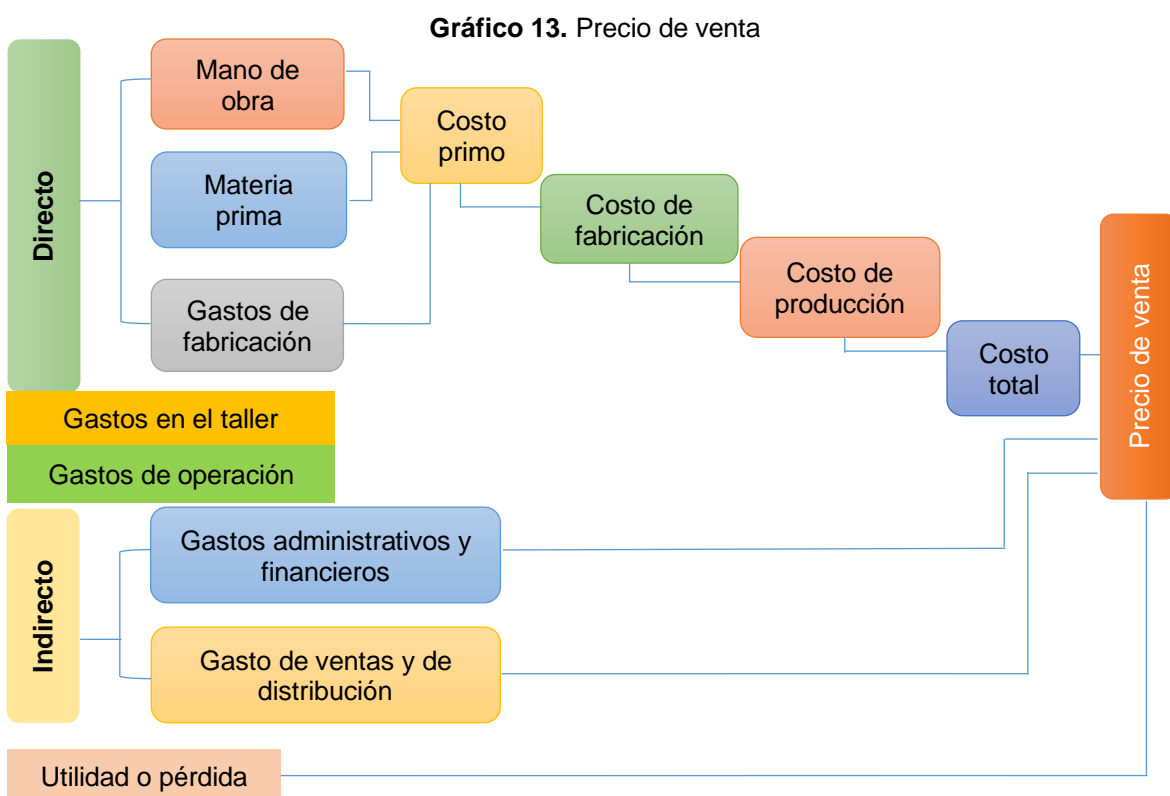 Gráfico 13. Precio de venta
Directo
Mano de
obra
Materia
prima
Gastos de
fabricación
Costo
primo
Costo de
fabricación
Costo de
producción
Costo
total
Precio de venta
Gastos en el taller
Gastos de operación
Indirecto
Gastos administrativos y
financieros
Gasto de ventas y de
distribución
Utilidad o pérdida